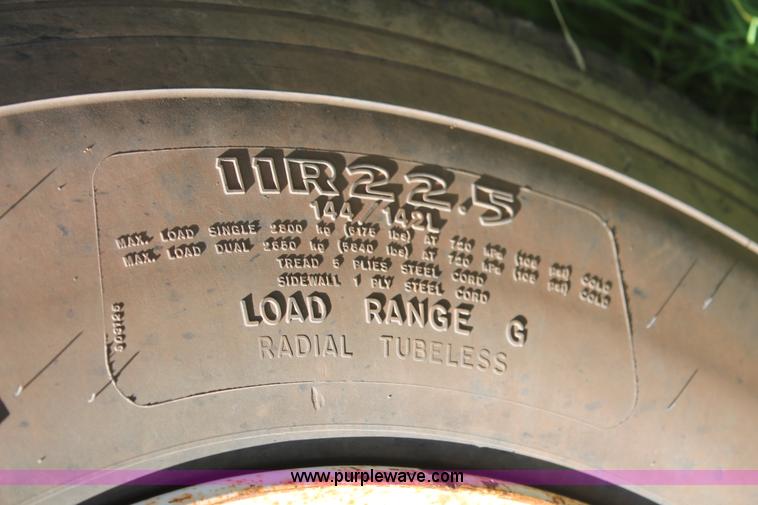 11R22.5
144/142L
MAX. LOAD SINGLE 2800 KG (6175 lbs) AT 720 KPa (105 PSI) COLD
MAX. LOAD DUAL 2650 KG (5840 lbs) AT 720 KPa (105 PSI) COLD
TREAD 5 PLIES STEEL CORD
SIDEWALL 1 PLY STEEL CORD
LOAD RANGE G
RADIAL TUBELESS
www.purplewave.com